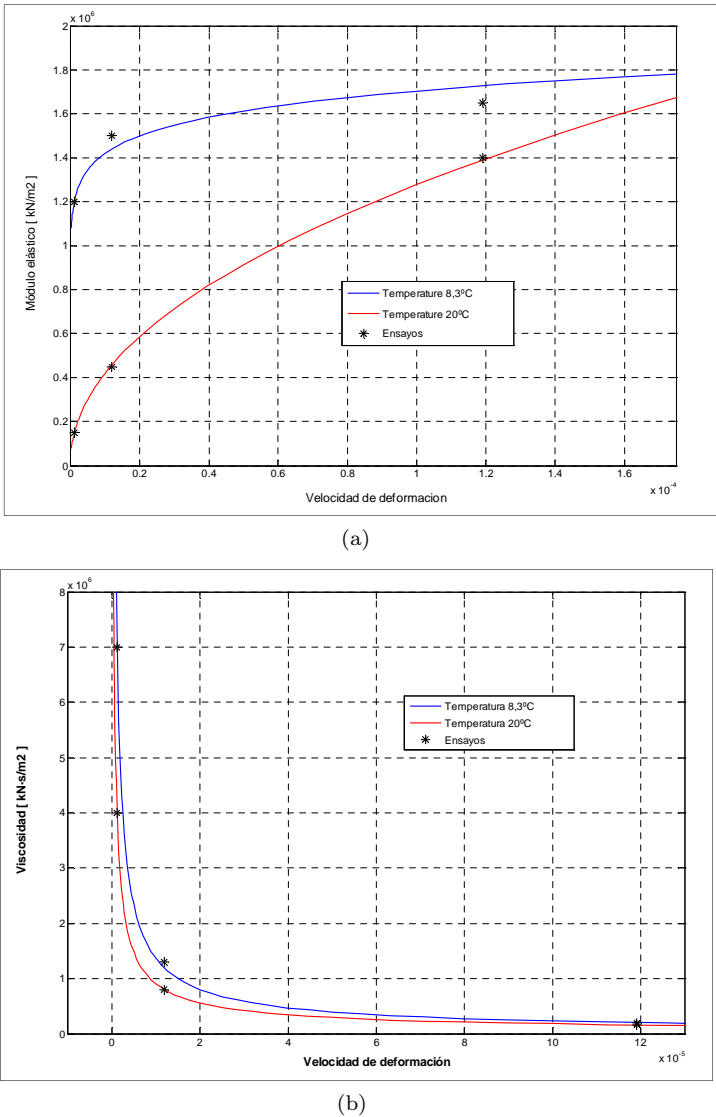 x 10⁶
2
1.8
1.6
1.4
1.2
1
0.8
0.6
0.4
0.2
0
Módulo elástico [ kN/m2 ]
Temperature 8,3ºC
Temperature 20ºC
Ensayos
0 0.2 0.4 0.6 0.8 1 1.2 1.4 1.6
x 10⁻⁴
Velocidad de deformacion
(a)
x 10⁶
8
7
6
5
4
3
2
1
0
Viscosidad [ kN·s/m2 ]
Temperatura 8,3ºC
Temperatura 20ºC
Ensayos
0 2 4 6 8 10 12
x 10⁻⁵
Velocidad de deformación
(b)